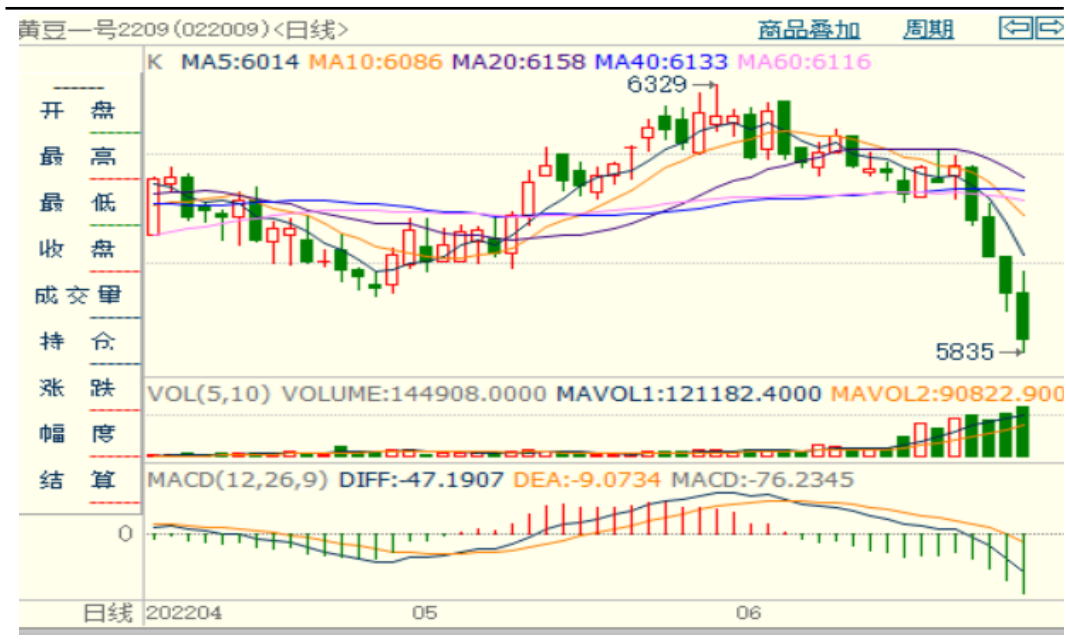 黄豆一号2209(022009)<日线> 商品叠加 周期
K MA5:6014 MA10:6086 MA20:6158 MA40:6133 MA60:6116
6329
开盘
最高
最低
收盘
成交量
持仓
涨跌
幅度
结算
5835
VOL(5,10) VOLUME:144908.0000 MAVOL1:121182.4000 MAVOL2:90822.900
MACD(12,26,9) DIFF:-47.1907 DEA:-9.0734 MACD:-76.2345
0
日线 202204 05 06